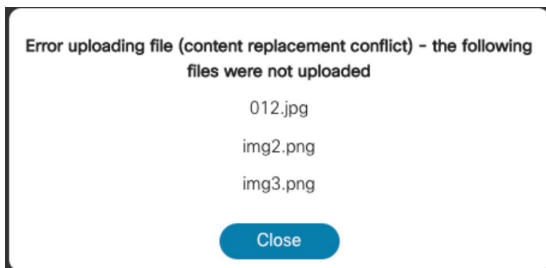 Error uploading file (content replacement conflict) – the following
files were not uploaded
012.jpg
img2.png
img3.png
Close